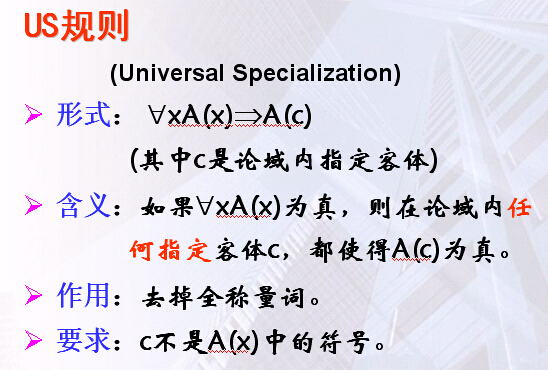 US规则
(Universal Specialization)
形式： ∀xA(x)⇒A(c)
(其中c是论域内指定客体)
含义：如果∀xA(x)为真，则在论域内任
何指定客体c，都使得A(c)为真。
作用：去掉全称量词。
要求：c不是A(x)中的符号。